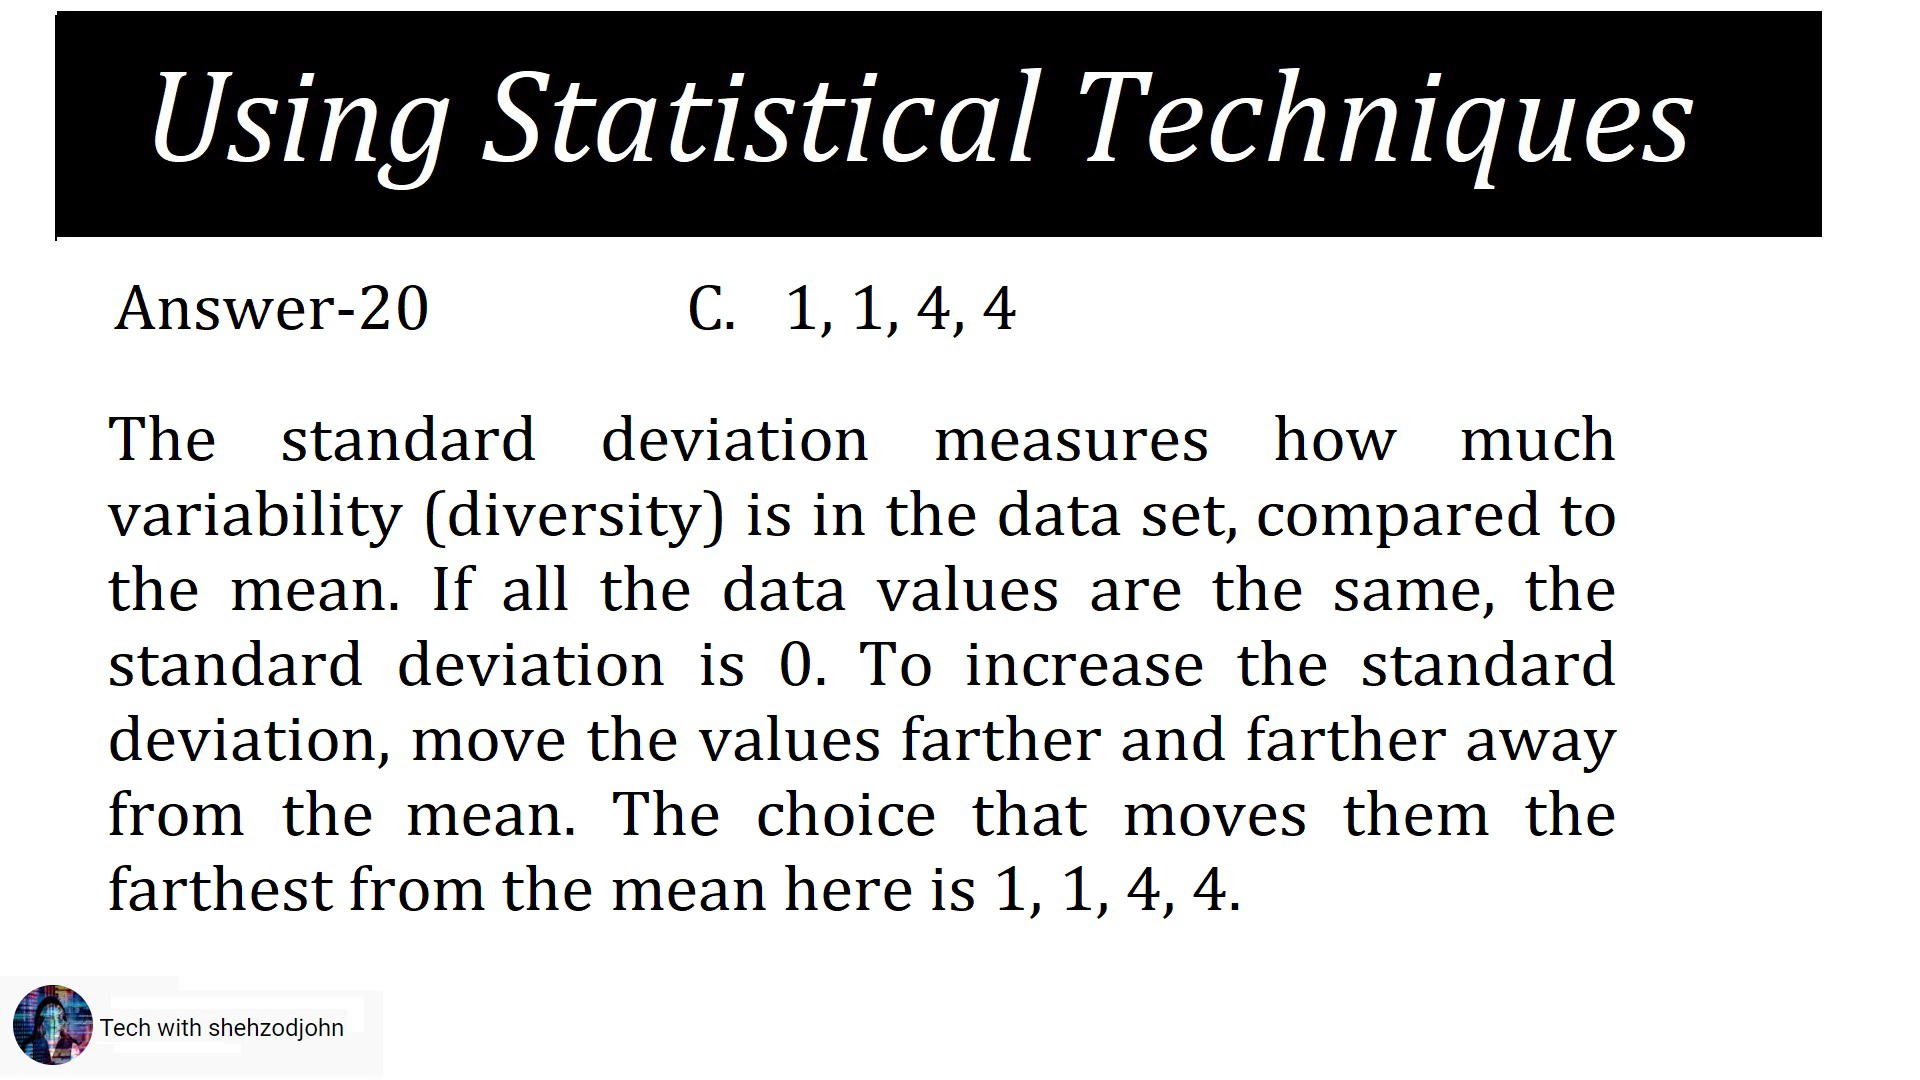 Using Statistical Techniques
Answer-20 C. 1, 1, 4, 4
The standard deviation measures how much
variability (diversity) is in the data set, compared to
the mean. If all the data values are the same, the
standard deviation is 0. To increase the standard
deviation, move the values farther and farther away
from the mean. The choice that moves them the
farthest from the mean here is 1, 1, 4, 4.
Tech with shehzodjohn